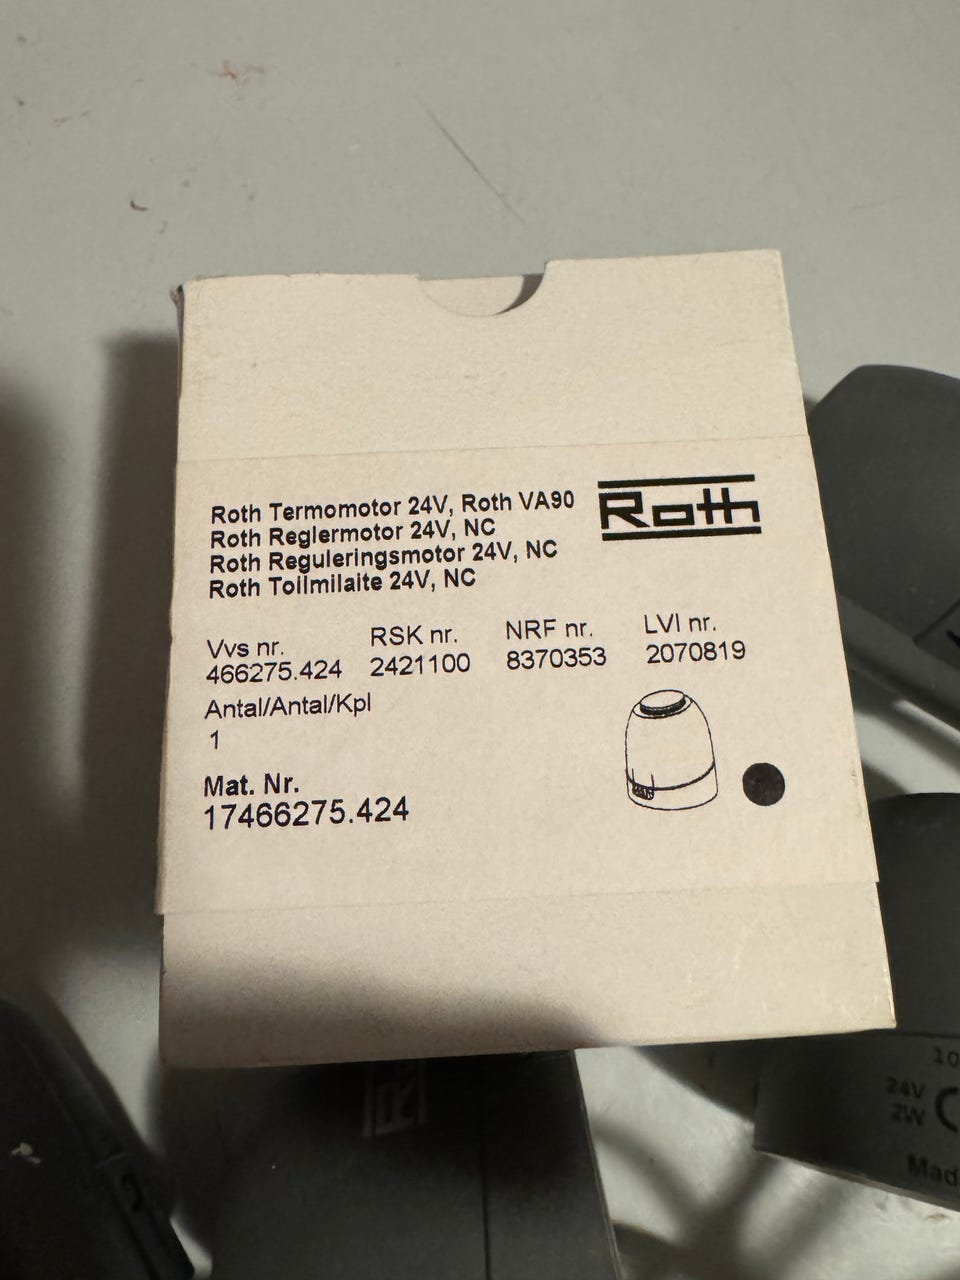 Roth Termomotor 24V, Roth VA90
Roth Reglermotor 24V, NC
Roth Reguleringsmotor 24V, NC
Roth Toilmilaite 24V, NC
Roth
Vvs nr. RSK nr. NRF nr. LVI nr.
466275.424 2421100 8370353 2070819
Antal/Antal/Kpl
1
Mat. Nr.
17466275.424
10
24V
2W
Mad